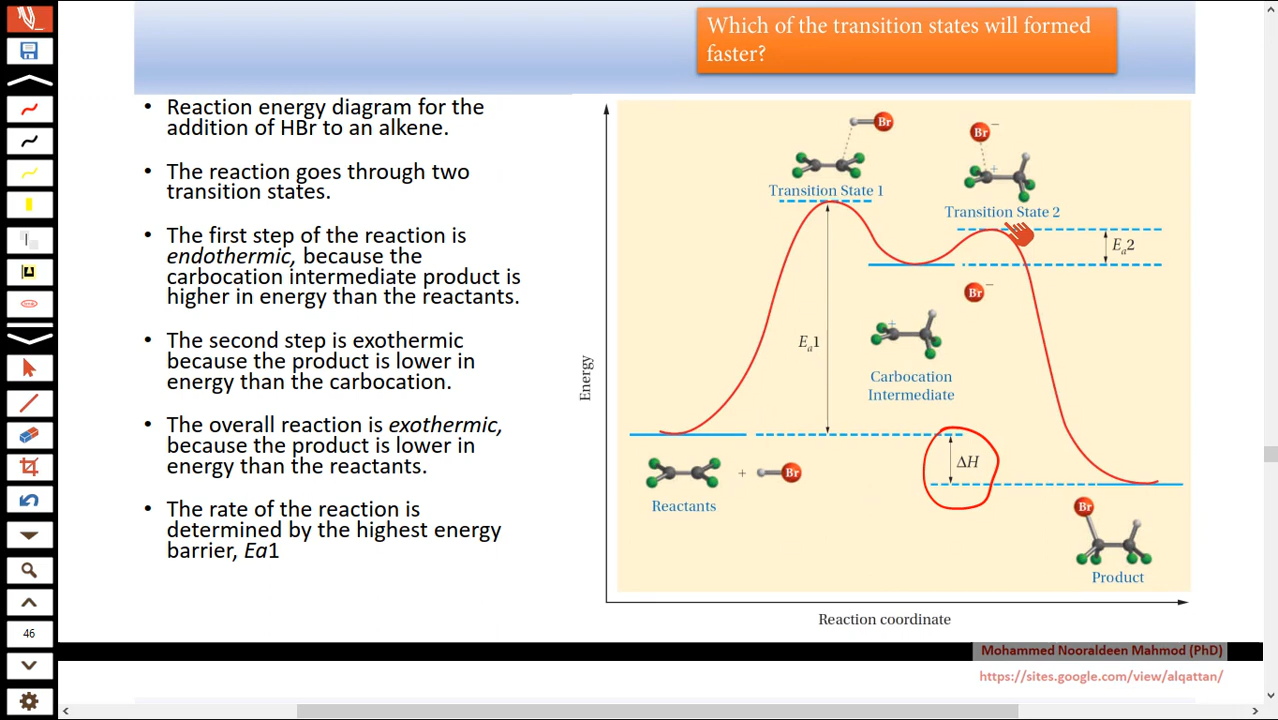 Which of the transition states will formed
faster?
• Reaction energy diagram for the
addition of HBr to an alkene.
• The reaction goes through two
transition states.
• The first step of the reaction is
endothermic, because the
carbocation intermediate product is
higher in energy than the reactants.
• The second step is exothermic
because the product is lower in
energy than the carbocation.
• The overall reaction is exothermic,
because the product is lower in
energy than the reactants.
• The rate of the reaction is
determined by the highest energy
barrier, Ea1
Br
Transition State 1
Br −
+
Transition State 2
Ea2
Br −
Ea1
+
Carbocation
Intermediate
Energy
ΔH
+ Br
Reactants
Br
Product
Reaction coordinate
46
Mohammed Nooraldeen Mahmod (PhD)
https://sites.google.com/view/alqattan/